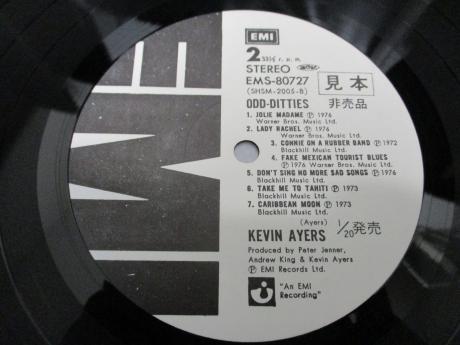 EMI
2 33⅓ r. p. m.
STEREO
EMS-80727
(SHSM-2005-B)
見本
ODD-DITTIES 非売品
1. JOLIE MADAME Ⓟ 1976
Warner Bros. Music Ltd.
2. LADY RACHEL Ⓟ 1976
Warner Bros. Music Ltd.
3. CONNIE ON A RUBBER BAND Ⓟ 1972
Blackhill Music Ltd.
4. FAKE MEXICAN TOURIST BLUES
Ⓟ 1976 Warner Bros. Music Ltd.
5. DON'T SING NO MORE SAD SONGS Ⓟ 1976
Blackhill Music Ltd.
6. TAKE ME TO TAHITI Ⓟ 1973
Blackhill Music Ltd.
7. CARIBBEAN MOON Ⓟ 1973
Blackhill Music Ltd.
(Ayers)
KEVIN AYERS 1/20発売
Produced by Peter Jenner,
Andrew King & Kevin Ayers
Ⓟ EMI Records Ltd.
"An EMI
Recording"